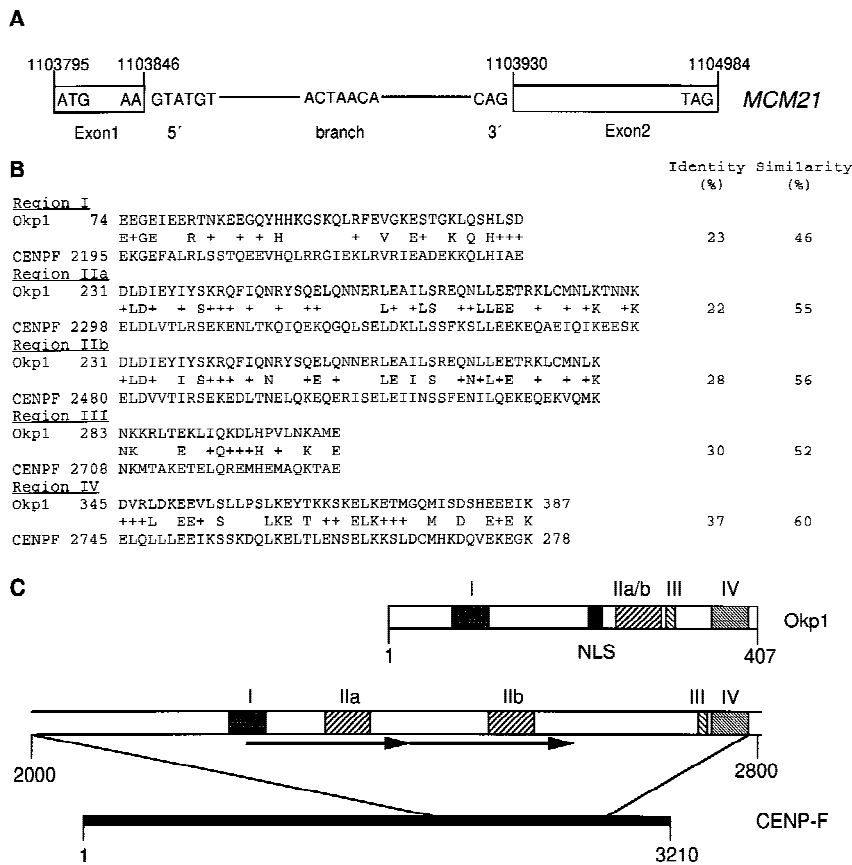 A
1103795 1103846 1103930 1104984
ATG AA GTATGT ACTAACA CAG TAG MCM21
Exon1 5´ branch 3´ Exon2
B
Identity Similarity
(%) (%)
Region I
Okp1 74 EEGEIEERTNKEEGQYHHKGSKQLRFEVGKESTGKLQSHLSD
E+GE R + + + H + V E+ K Q H+++ 23 46
CENPF 2195 EKGEFALRLSSTQEEVHQLRRGIEKLRVRIEADEKKQLHIAE
Region IIa
Okp1 231 DLDIEYIYSKRQFIQNRYSQELQNNERLEAILSREQNLLEETRKLCMNLKTNNK
+LD+ + S+++ + + + L+ +LS +LLEE + + +K +K 22 55
CENPF 2298 ELDLVTLRSEKENLTKQIQEKQGQLSELDKLLSSFKSLLEEKEQAEIQIKEESK
Region IIb
Okp1 231 DLDIEYIYSKRQFIQNRYSQELQNNERLEAILSREQNLLEETRKLCMNLK
+LD+ I S+++ + N +E + LE I S +N+L+E + + +K 28 56
CENPF 2480 ELDVVTIRSEKEDLTNELQKEQERISELEIINSSFENILQEKEQEKVQMK
Region III
Okp1 283 NKKRLTEKLIQKDLHPVLNKAME
NK E +Q+++H + K E 30 52
CENPF 2708 NKMTAKETELQREMHEMAQKTAE
Region IV
Okp1 345 DVRLDKEEVLSLLPSLKEYTKKSKELKETMGQMISDSHEEEIK 387
+++L EE+ S LKE T ++ ELK+++ M D E+E K 37 60
CENPF 2745 ELQLLLEEIKSSKDQLKELTLENSELKKSLDCMHKDQVEKEGK 278
C
I IIa/b III IV
Okp1
1 NLS 407
I IIa IIb III IV
2000 2800
CENP-F
1 3210